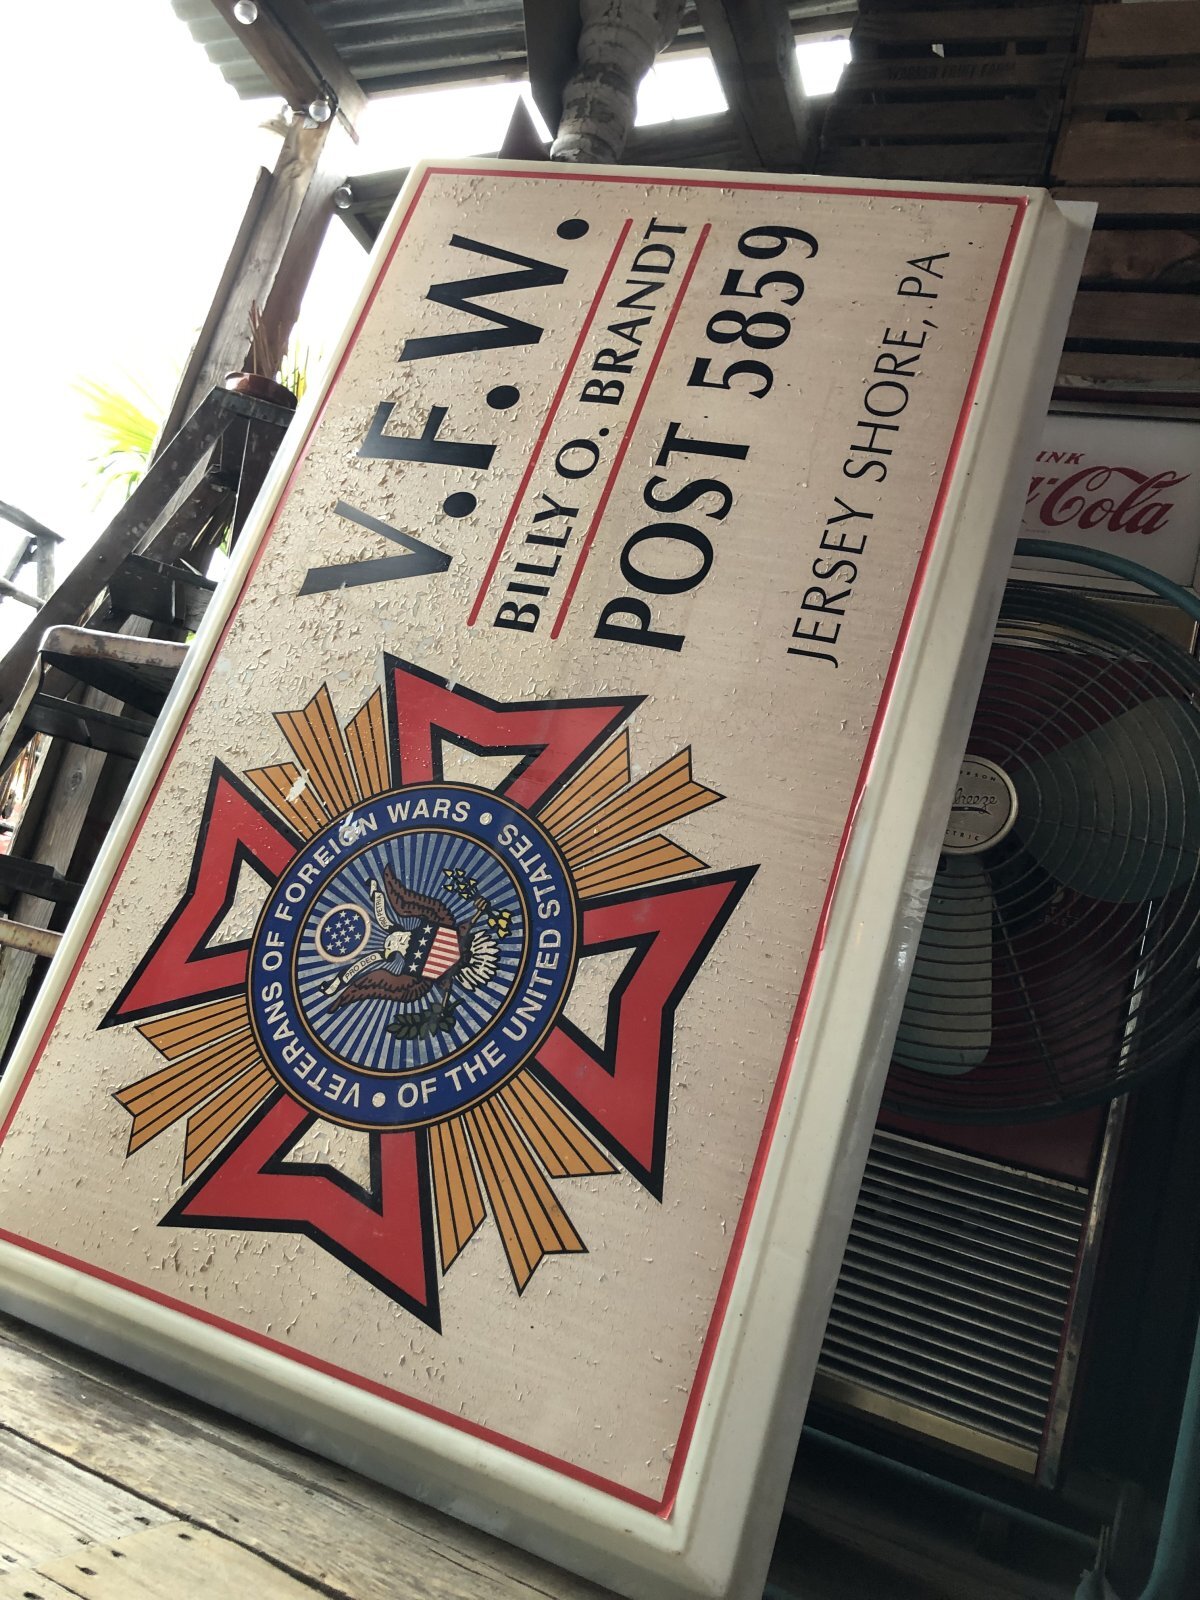 V.F.W.
BILLY O. BRANDT
POST 5859
JERSEY SHORE, PA
VETERANS OF FOREIGN WARS • OF THE UNITED STATES •
PRO DEO
Coca-Cola